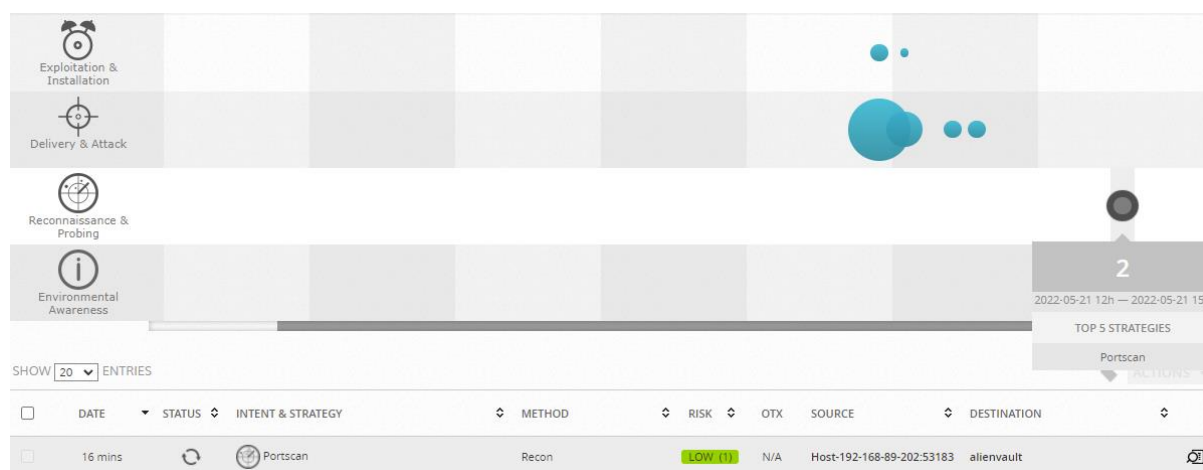 Exploitation &
Installation
Delivery & Attack
Reconnaissance &
Probing
2
Environmental
Awareness
2022-05-21 12h — 2022-05-21 15
TOP 5 STRATEGIES
Portscan
SHOW 20 ENTRIES
ACTIONS
DATE STATUS INTENT & STRATEGY METHOD RISK OTX SOURCE DESTINATION
16 mins Portscan Recon LOW (1) N/A Host-192-168-89-202:53183 alienvault